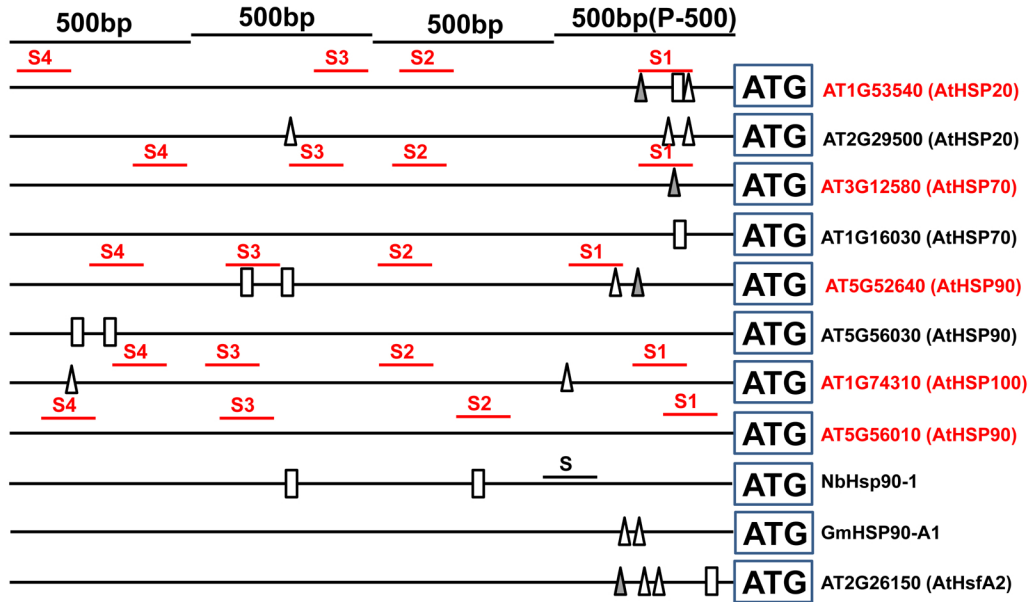 500bp 500bp 500bp 500bp(P-500)
S4 S3 S2 S1
ATG AT1G53540 (AtHSP20)
ATG AT2G29500 (AtHSP20)
S4 S3 S2 S1
ATG AT3G12580 (AtHSP70)
ATG AT1G16030 (AtHSP70)
S4 S3 S2 S1
ATG AT5G52640 (AtHSP90)
ATG AT5G56030 (AtHSP90)
S4 S3 S2 S1
ATG AT1G74310 (AtHSP100)
S4 S3 S2 S1
ATG AT5G56010 (AtHSP90)
S
ATG NbHsp90-1
ATG GmHSP90-A1
ATG AT2G26150 (AtHsfA2)